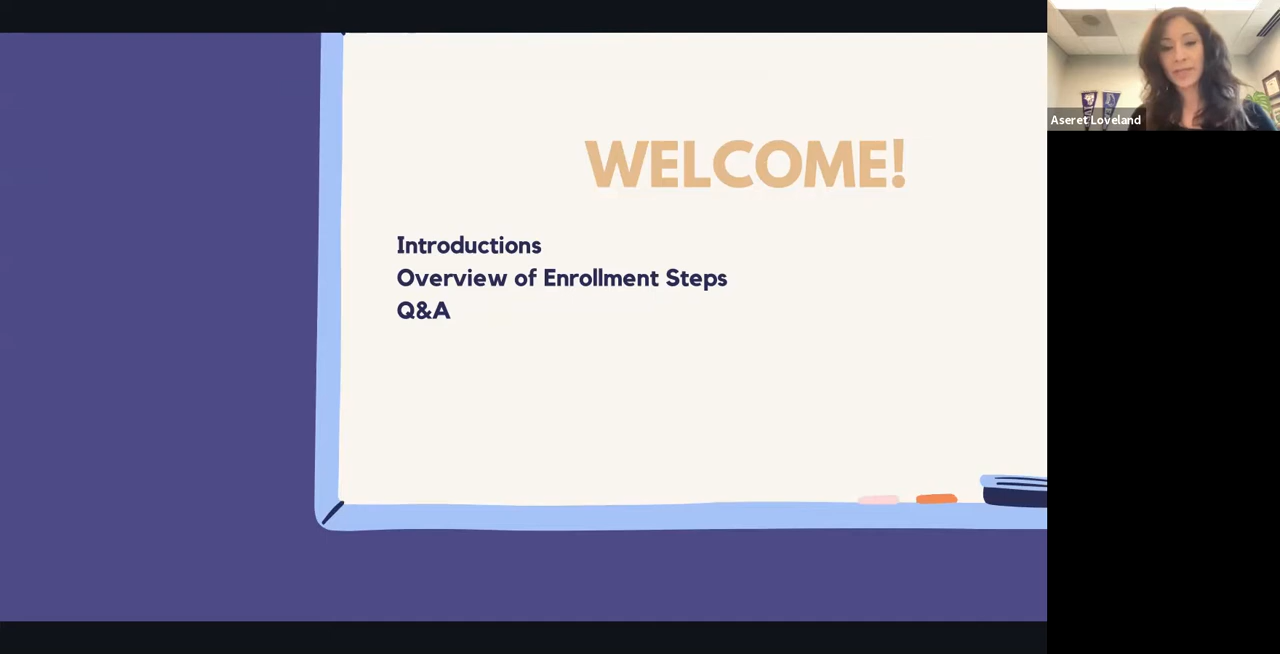 WELCOME!
Introductions
Overview of Enrollment Steps
Q&A
Aseret Loveland